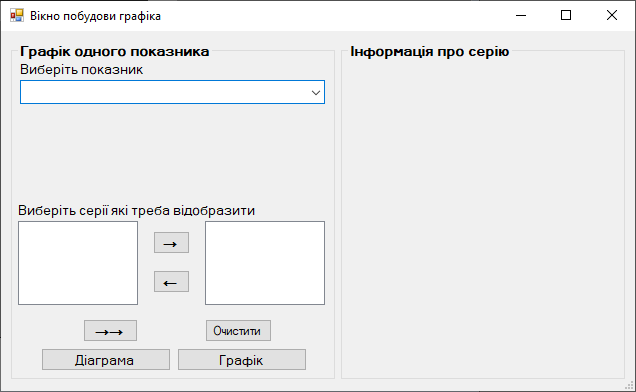 Вікно побудови графіка
Графік одного показника
Виберіть показник
Виберіть серії які треба відобразити
→
←
→→
Очистити
Діаграма
Графік
Інформація про серію